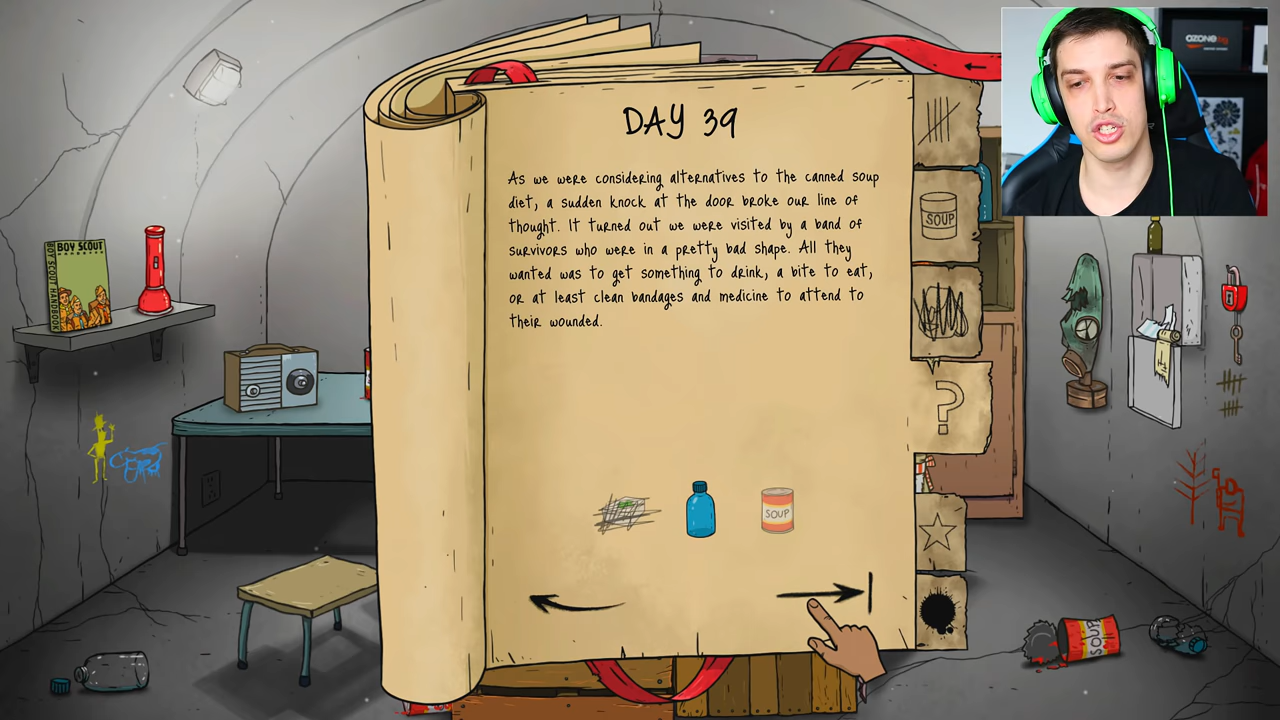 DAY 39
As we were considering alternatives to the canned soup
diet, a sudden knock at the door broke our line of
thought. It turned out we were visited by a band of
survivors who were in a pretty bad shape. All they
wanted was to get something to drink, a bite to eat,
or at least clean bandages and medicine to attend to
their wounded.
SOUP
SOUP
BOY SCOUT
BOY SCOUT HANDBOOK
SOUP
OZONE